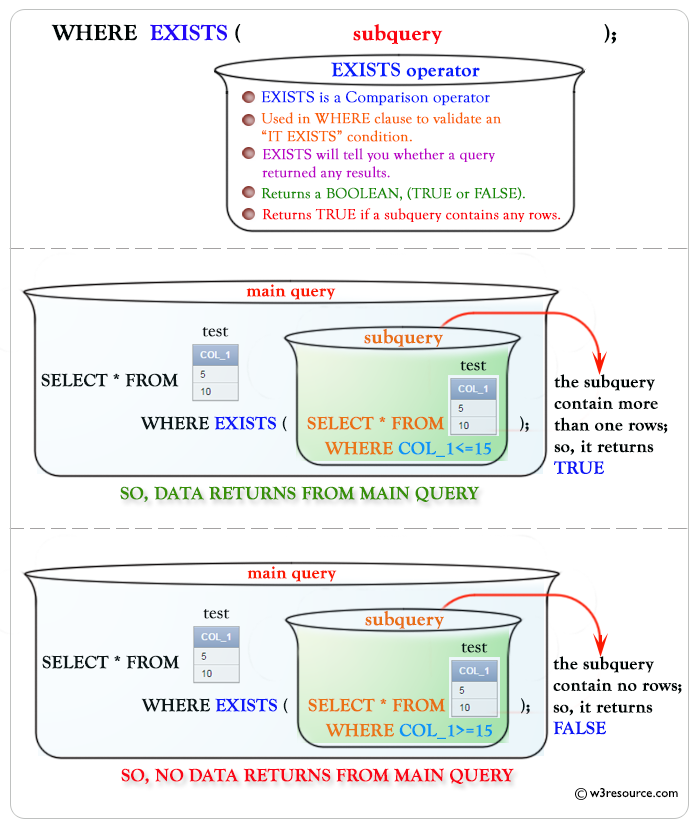 WHERE EXISTS ( subquery );
EXISTS operator
EXISTS is a Comparison operator
Used in WHERE clause to validate an
“IT EXISTS” condition.
EXISTS will tell you whether a query
returned any results.
Returns a BOOLEAN, (TRUE or FALSE).
Returns TRUE if a subquery contains any rows.
main query
test
COL_1
5
10
SELECT * FROM
subquery
test
COL_1
5
10
WHERE EXISTS ( SELECT * FROM );
WHERE COL_1<=15
the subquery
contain more
than one rows;
so, it returns
TRUE
SO, DATA RETURNS FROM MAIN QUERY
main query
test
COL_1
5
10
SELECT * FROM
subquery
test
COL_1
5
10
WHERE EXISTS ( SELECT * FROM );
WHERE COL_1>=15
the subquery
contain no rows;
so, it returns
FALSE
SO, NO DATA RETURNS FROM MAIN QUERY
© w3resource.com